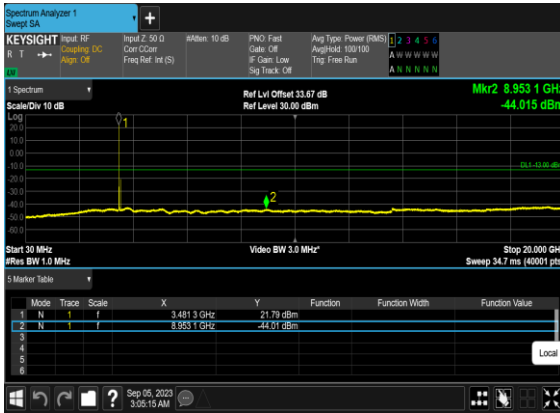 Spectrum Analyzer 1
Swept SA
+
KEYSIGHT Input: RF Input Z: 50 Ω #Atten: 10 dB PNO: Fast Avg Type: Power (RMS) 1 2 3 4 5 6
R T Coupling: DC Corr CCorr Gate: Off Avg|Hold: 100/100 A W W W W W
Align: Off Freq Ref: Int (S) IF Gain: Low Trig: Free Run
Sig Track: Off A N N N N N
1 Spectrum Ref Lvl Offset 33.67 dB Mkr2 8.953 1 GHz
Scale/Div 10 dB Ref Level 30.00 dBm -44.015 dBm
Log
20.0
10.0
0.00
-10.0
-20.0
-30.0
-40.0
-50.0
-60.0
1
2
DL1 -13.00 dBm
Start 30 MHz Video BW 3.0 MHz* Stop 20.000 GHz
#Res BW 1.0 MHz Sweep 34.7 ms (40001 pts)
5 Marker Table
Mode Trace Scale X Y Function Function Width Function Value
1 N 1 f 3.481 3 GHz 21.79 dBm
2 N 1 f 8.953 1 GHz -44.01 dBm
3
4
5
6
Local
? Sep 05, 2023
3:05:15 AM